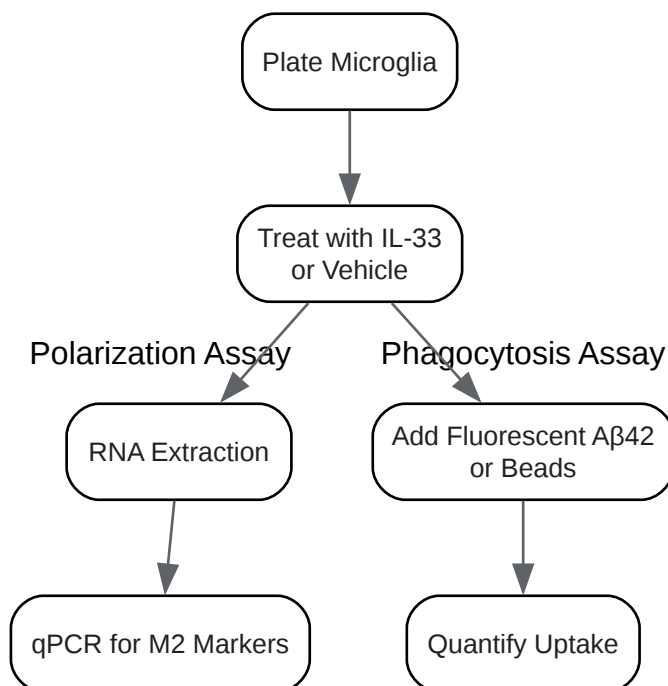 Plate Microglia
Treat with IL-33
or Vehicle
Polarization Assay
Phagocytosis Assay
RNA Extraction
Add Fluorescent Aβ42
or Beads
qPCR for M2 Markers
Quantify Uptake